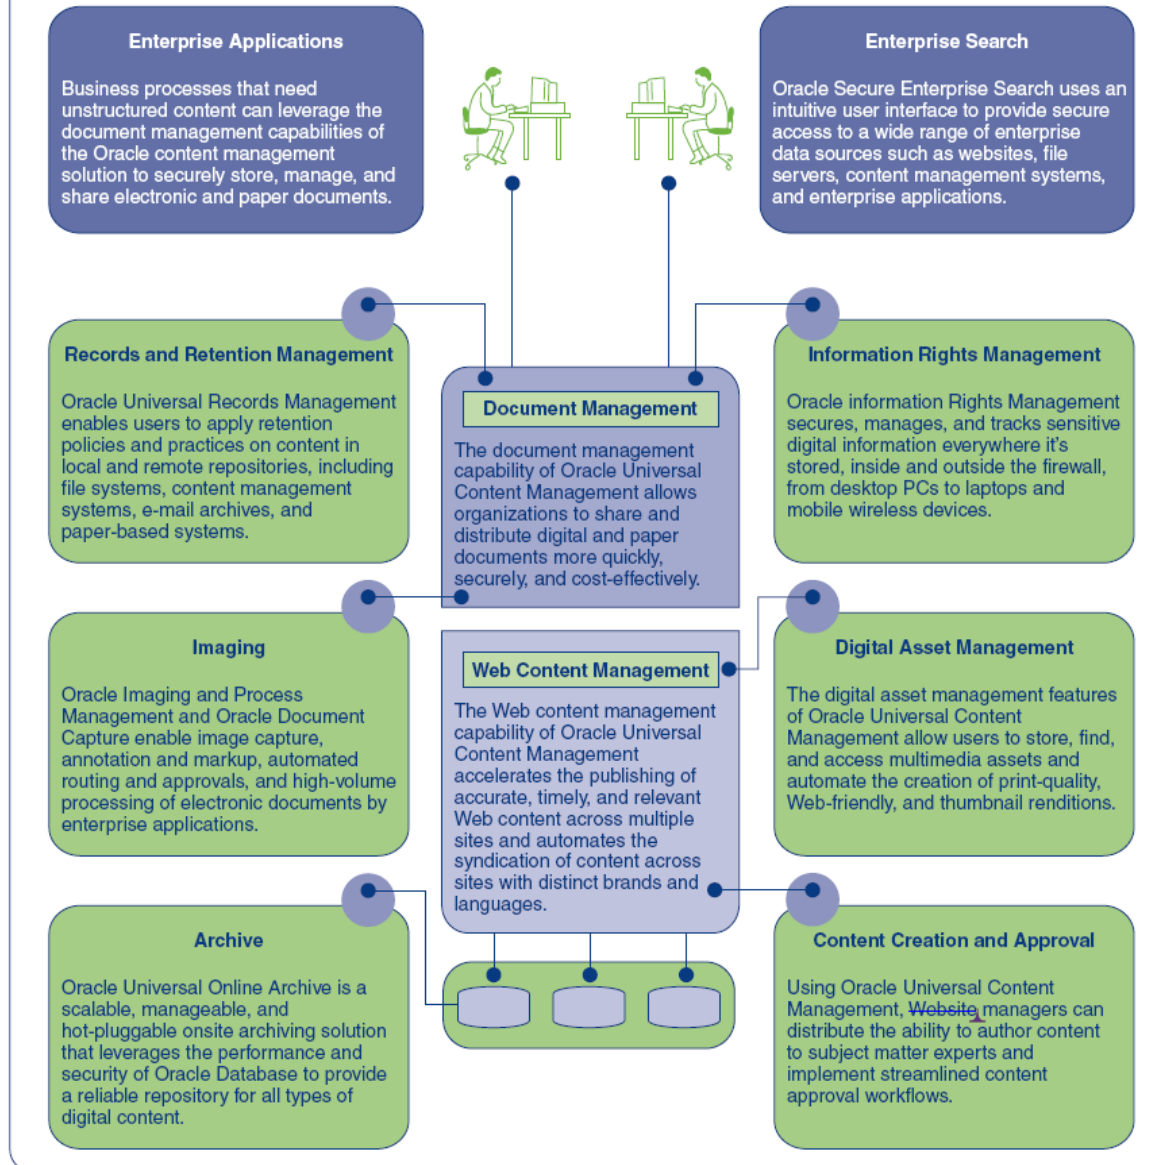 Enterprise Applications
Business processes that need
unstructured content can leverage the
document management capabilities of
the Oracle content management
solution to securely store, manage, and
share electronic and paper documents.
Enterprise Search
Oracle Secure Enterprise Search uses an
intuitive user interface to provide secure
access to a wide range of enterprise
data sources such as websites, file
servers, content management systems,
and enterprise applications.
Records and Retention Management
Oracle Universal Records Management
enables users to apply retention
policies and practices on content in
local and remote repositories, including
file systems, content management
systems, e-mail archives, and
paper-based systems.
Document Management
The document management
capability of Oracle Universal
Content Management allows
organizations to share and
distribute digital and paper
documents more quickly,
securely, and cost-effectively.
Information Rights Management
Oracle information Rights Management
secures, manages, and tracks sensitive
digital information everywhere it's
stored, inside and outside the firewall,
from desktop PCs to laptops and
mobile wireless devices.
Imaging
Oracle Imaging and Process
Management and Oracle Document
Capture enable image capture,
annotation and markup, automated
routing and approvals, and high-volume
processing of electronic documents by
enterprise applications.
Web Content Management
The Web content management
capability of Oracle Universal
Content Management
accelerates the publishing of
accurate, timely, and relevant
Web content across multiple
sites and automates the
syndication of content across
sites with distinct brands and
languages.
Digital Asset Management
The digital asset management features
of Oracle Universal Content
Management allow users to store, find,
and access multimedia assets and
automate the creation of print-quality,
Web-friendly, and thumbnail renditions.
Archive
Oracle Universal Online Archive is a
scalable, manageable, and
hot-pluggable onsite archiving solution
that leverages the performance and
security of Oracle Database to provide
a reliable repository for all types of
digital content.
Content Creation and Approval
Using Oracle Universal Content
Management, Website managers can
distribute the ability to author content
to subject matter experts and
implement streamlined content
approval workflows.